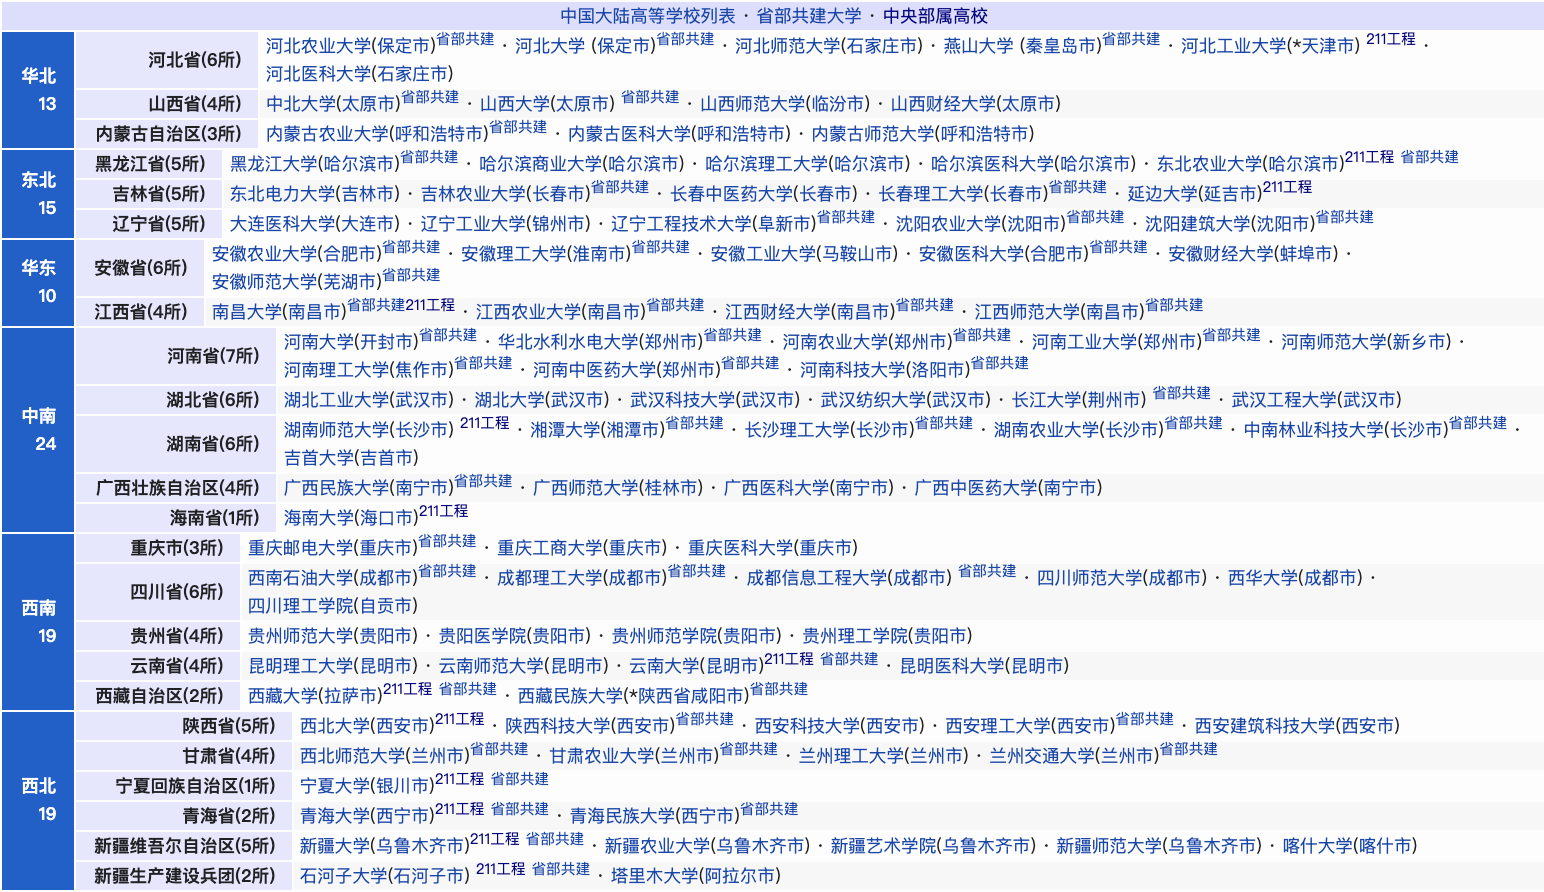 中国大陆高等学校列表 · 省部共建大学 · 中央部属高校
华北
13
河北省(6所)
河北农业大学(保定市)省部共建 · 河北大学 (保定市)省部共建 · 河北师范大学(石家庄市) · 燕山大学 (秦皇岛市)省部共建 · 河北工业大学(*天津市) 211工程 ·
河北医科大学(石家庄市)
山西省(4所)
中北大学(太原市)省部共建 · 山西大学(太原市) 省部共建 · 山西师范大学(临汾市) · 山西财经大学(太原市)
内蒙古自治区(3所)
内蒙古农业大学(呼和浩特市)省部共建 · 内蒙古医科大学(呼和浩特市) · 内蒙古师范大学(呼和浩特市)
东北
15
黑龙江省(5所)
黑龙江大学(哈尔滨市)省部共建 · 哈尔滨商业大学(哈尔滨市) · 哈尔滨理工大学(哈尔滨市) · 哈尔滨医科大学(哈尔滨市) · 东北农业大学(哈尔滨市)211工程 省部共建
吉林省(5所)
东北电力大学(吉林市) · 吉林农业大学(长春市)省部共建 · 长春中医药大学(长春市) · 长春理工大学(长春市)省部共建 · 延边大学(延吉市)211工程
辽宁省(5所)
大连医科大学(大连市) · 辽宁工业大学(锦州市) · 辽宁工程技术大学(阜新市)省部共建 · 沈阳农业大学(沈阳市)省部共建 · 沈阳建筑大学(沈阳市)省部共建
华东
10
安徽省(6所)
安徽农业大学(合肥市)省部共建 · 安徽理工大学(淮南市)省部共建 · 安徽工业大学(马鞍山市) · 安徽医科大学(合肥市)省部共建 · 安徽财经大学(蚌埠市) ·
安徽师范大学(芜湖市)省部共建
江西省(4所)
南昌大学(南昌市)省部共建211工程 · 江西农业大学(南昌市)省部共建 · 江西财经大学(南昌市)省部共建 · 江西师范大学(南昌市)省部共建
中南
24
河南省(7所)
河南大学(开封市)省部共建 · 华北水利水电大学(郑州市)省部共建 · 河南农业大学(郑州市)省部共建 · 河南工业大学(郑州市)省部共建 · 河南师范大学(新乡市) ·
河南理工大学(焦作市)省部共建 · 河南中医药大学(郑州市)省部共建 · 河南科技大学(洛阳市)省部共建
湖北省(6所)
湖北工业大学(武汉市) · 湖北大学(武汉市) · 武汉科技大学(武汉市) · 武汉纺织大学(武汉市) · 长江大学(荆州市) 省部共建 · 武汉工程大学(武汉市)
湖南省(6所)
湖南师范大学(长沙市) 211工程 · 湘潭大学(湘潭市)省部共建 · 长沙理工大学(长沙市)省部共建 · 湖南农业大学(长沙市)省部共建 · 中南林业科技大学(长沙市)省部共建 ·
吉首大学(吉首市)
广西壮族自治区(4所)
广西民族大学(南宁市)省部共建 · 广西师范大学(桂林市) · 广西医科大学(南宁市) · 广西中医药大学(南宁市)
海南省(1所)
海南大学(海口市)211工程
西南
19
重庆市(3所)
重庆邮电大学(重庆市)省部共建 · 重庆工商大学(重庆市) · 重庆医科大学(重庆市)
四川省(6所)
西南石油大学(成都市)省部共建 · 成都理工大学(成都市)省部共建 · 成都信息工程大学(成都市) 省部共建 · 四川师范大学(成都市) · 西华大学(成都市) ·
四川理工学院(自贡市)
贵州省(4所)
贵州师范大学(贵阳市) · 贵阳医学院(贵阳市) · 贵州师范学院(贵阳市) · 贵州理工学院(贵阳市)
云南省(4所)
昆明理工大学(昆明市) · 云南师范大学(昆明市) · 云南大学(昆明市)211工程 省部共建 · 昆明医科大学(昆明市)
西藏自治区(2所)
西藏大学(拉萨市)211工程 省部共建 · 西藏民族大学(*陕西省咸阳市)省部共建
西北
19
陕西省(5所)
西北大学(西安市)211工程 · 陕西科技大学(西安市)省部共建 · 西安科技大学(西安市) · 西安理工大学(西安市)省部共建 · 西安建筑科技大学(西安市)
甘肃省(4所)
西北师范大学(兰州市)省部共建 · 甘肃农业大学(兰州市)省部共建 · 兰州理工大学(兰州市) · 兰州交通大学(兰州市)省部共建
宁夏回族自治区(1所)
宁夏大学(银川市)211工程 省部共建
青海省(2所)
青海大学(西宁市)211工程 省部共建 · 青海民族大学(西宁市)省部共建
新疆维吾尔自治区(5所)
新疆大学(乌鲁木齐市)211工程 省部共建 · 新疆农业大学(乌鲁木齐市) · 新疆艺术学院(乌鲁木齐市) · 新疆师范大学(乌鲁木齐市) · 喀什大学(喀什市)
新疆生产建设兵团(2所)
石河子大学(石河子市) 211工程 省部共建 · 塔里木大学(阿拉尔市)